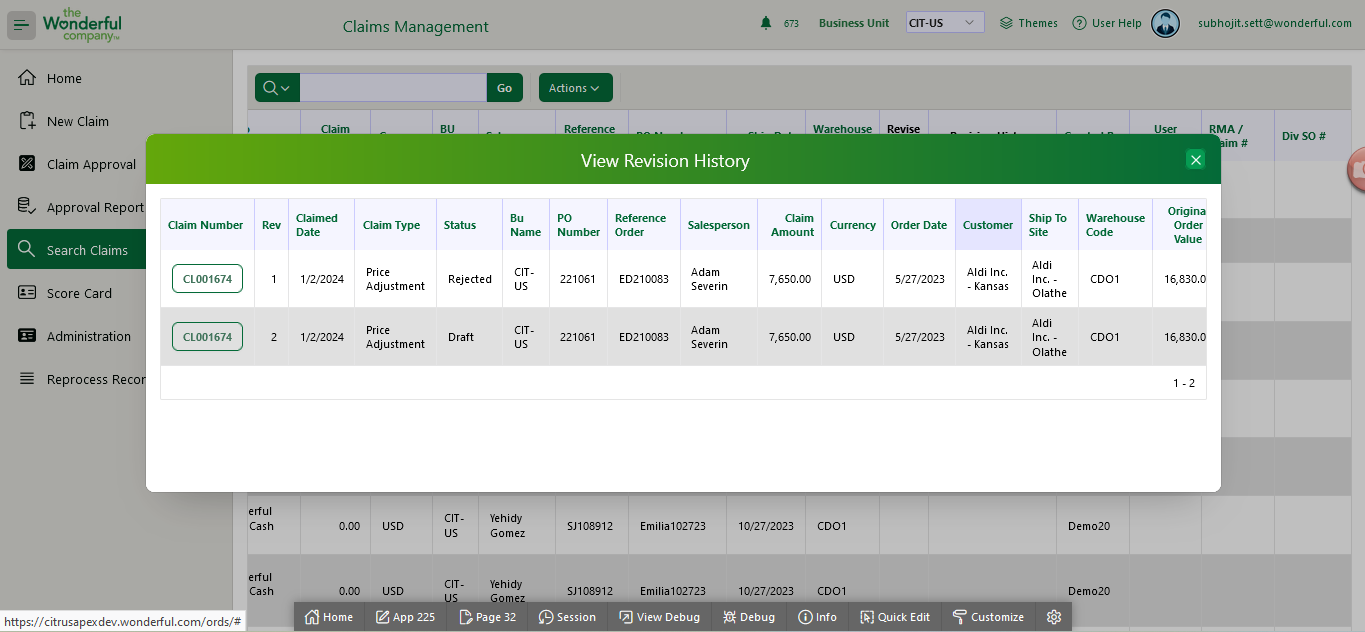 the
Wonderful
company™
Claims Management
673
Business Unit
CIT-US
Themes
User Help
subhojit.sett@wonderful.com
Home
New Claim
Claim Approval
Approval Report
Search Claims
Score Card
Administration
Reprocess Recor
Go
Actions
Claim
BU
Reference
Warehouse
Revise
User
RMA /
aim #
Div SO #
View Revision History
Claim Number Rev Claimed Date Claim Type Status Bu Name PO Number Reference Order Salesperson Claim Amount Currency Order Date Customer Ship To Site Warehouse Code Origina Order Value
CL001674 1 1/2/2024 Price Adjustment Rejected CIT-US 221061 ED210083 Adam Severin 7,650.00 USD 5/27/2023 Aldi Inc. - Kansas Aldi Inc. - Olathe CDO1 16,830.0
CL001674 2 1/2/2024 Price Adjustment Draft CIT-US 221061 ED210083 Adam Severin 7,650.00 USD 5/27/2023 Aldi Inc. - Kansas Aldi Inc. - Olathe CDO1 16,830.0
1 - 2
erful Cash 0.00 USD CIT-US Yehidy Gomez SJ108912 Emilia102723 10/27/2023 CDO1 Demo20
erful Cash 0.00 USD CIT-US Yehidy Gomez SJ108912 Emilia102723 10/27/2023 CDO1 Demo20
Home
App 225
Page 32
Session
View Debug
Debug
Info
Quick Edit
Customize
https://citrusapexdev.wonderful.com/ords/#